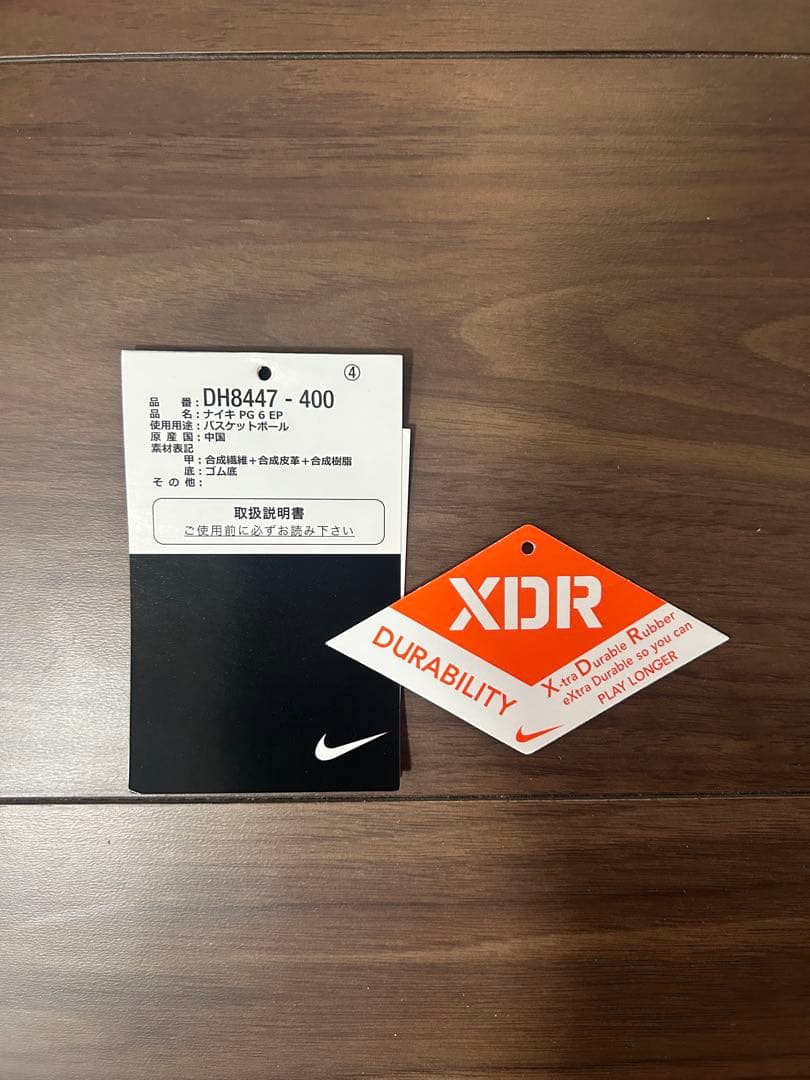 ④
品 番：DH8447 - 400
品 名：ナイキ PG 6 EP
使用用途：バスケットボール
原 産 国：中国
素材表記
甲：合成繊維＋合成皮革＋合成樹脂
底：ゴム底
そ の 他：
取扱説明書
ご使用前に必ずお読み下さい
XDR
DURABILITY
X-tra Durable Rubber
eXtra Durable so you can
PLAY LONGER